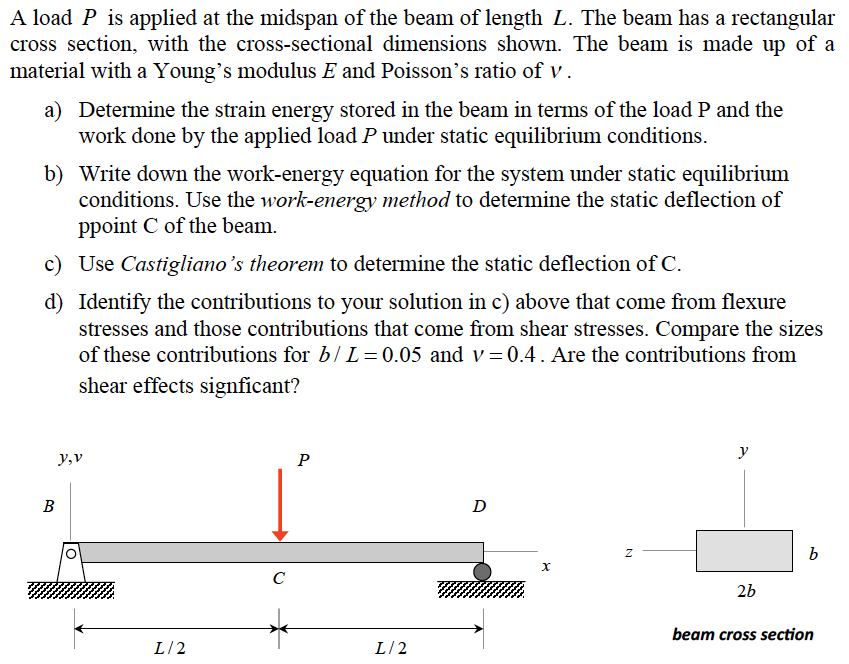 A load P is applied at the midspan of the beam of length L. The beam has a rectangular
cross section, with the cross-sectional dimensions shown. The beam is made up of a
material with a Young's modulus E and Poisson's ratio of ν.
a) Determine the strain energy stored in the beam in terms of the load P and the
work done by the applied load P under static equilibrium conditions.
b) Write down the work-energy equation for the system under static equilibrium
conditions. Use the work-energy method to determine the static deflection of
ppoint C of the beam.
c) Use Castigliano's theorem to determine the static deflection of C.
d) Identify the contributions to your solution in c) above that come from flexure
stresses and those contributions that come from shear stresses. Compare the sizes
of these contributions for b/L=0.05 and ν=0.4. Are the contributions from
shear effects signficant?
y,v
P
y
B
D
z
b
x
C
2b
beam cross section
L/2
L/2